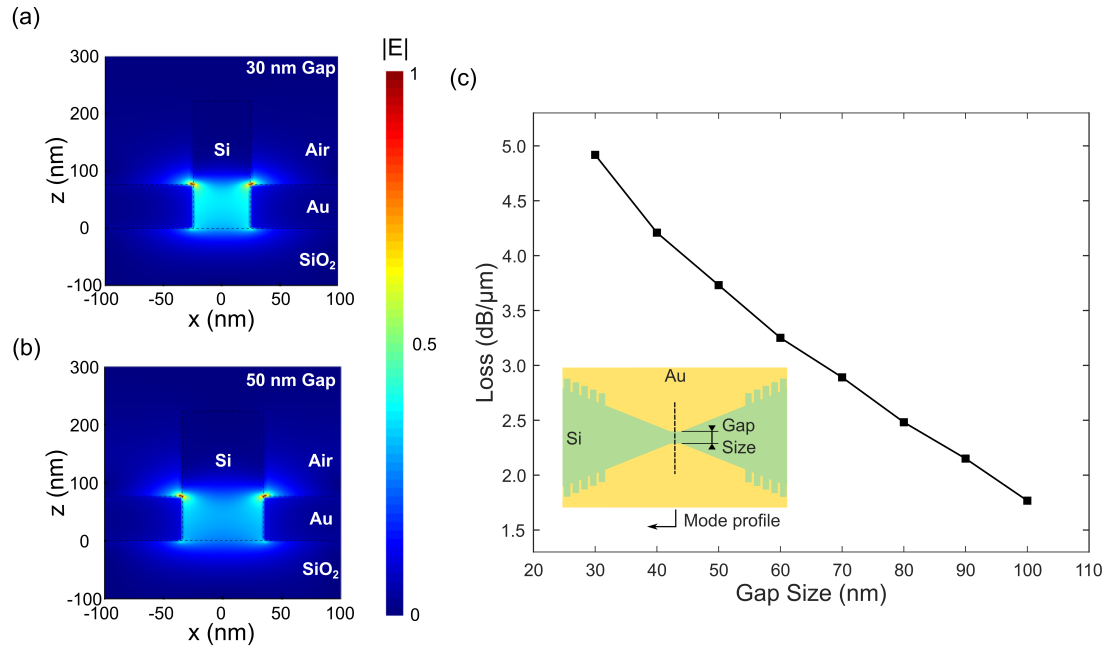 (a)
300
200
100
0
-100
z (nm)
30 nm Gap
Si
Air
Au
SiO2
-100 -50 0 50 100
x (nm)
(b)
300
200
100
0
-100
z (nm)
50 nm Gap
Si
Air
Au
SiO2
-100 -50 0 50 100
x (nm)
|E|
1
0.5
0
(c)
5.0
4.5
4.0
3.5
3.0
2.5
2.0
1.5
Loss (dB/μm)
Au
Si
Gap
Size
Mode profile
20 30 40 50 60 70 80 90 100 110
Gap Size (nm)